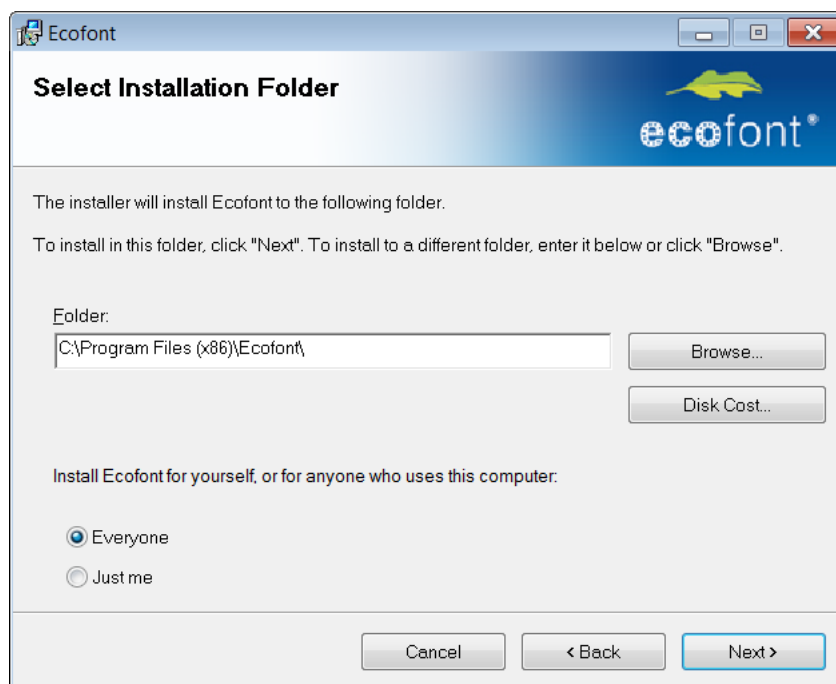 Ecofont
Select Installation Folder
ecofont®
The installer will install Ecofont to the following folder.
To install in this folder, click "Next". To install to a different folder, enter it below or click "Browse".
Folder:
C:\Program Files (x86)\Ecofont\
Browse...
Disk Cost...
Install Ecofont for yourself, or for anyone who uses this computer:
Everyone
Just me
Cancel
< Back
Next >